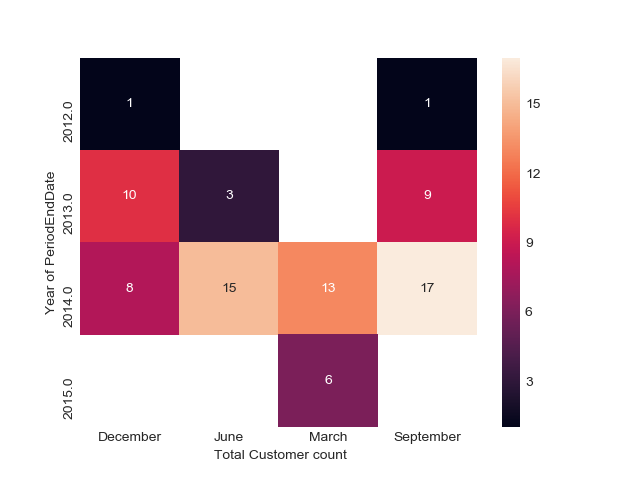 Year of PeriodEndDate
2012.0
2013.0
2014.0
2015.0
1 1
10 3 9
8 15 13 17
6
December June March September
Total Customer count
15
12
9
6
3